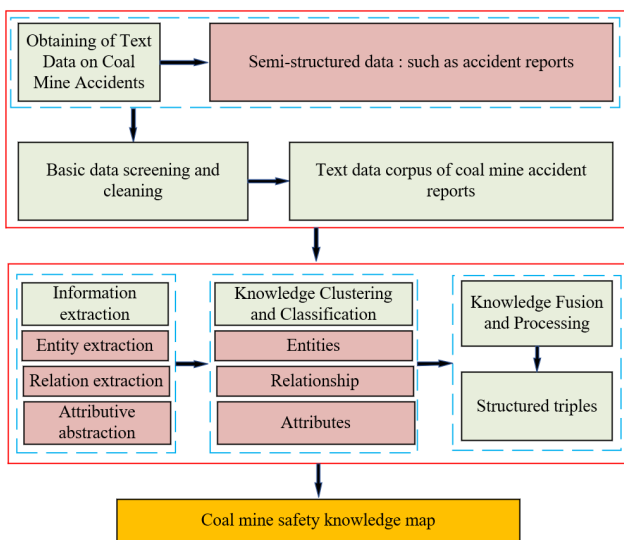 Obtaining of Text
Data on Coal
Mine Accidents
Semi-structured data : such as accident reports
Basic data screening and
cleaning
Text data corpus of coal mine accident
reports
Information
extraction
Entity extraction
Relation extraction
Attributive
abstraction
Knowledge Clustering
and Classification
Entities
Relationship
Attributes
Knowledge Fusion
and Processing
Structured triples
Coal mine safety knowledge map